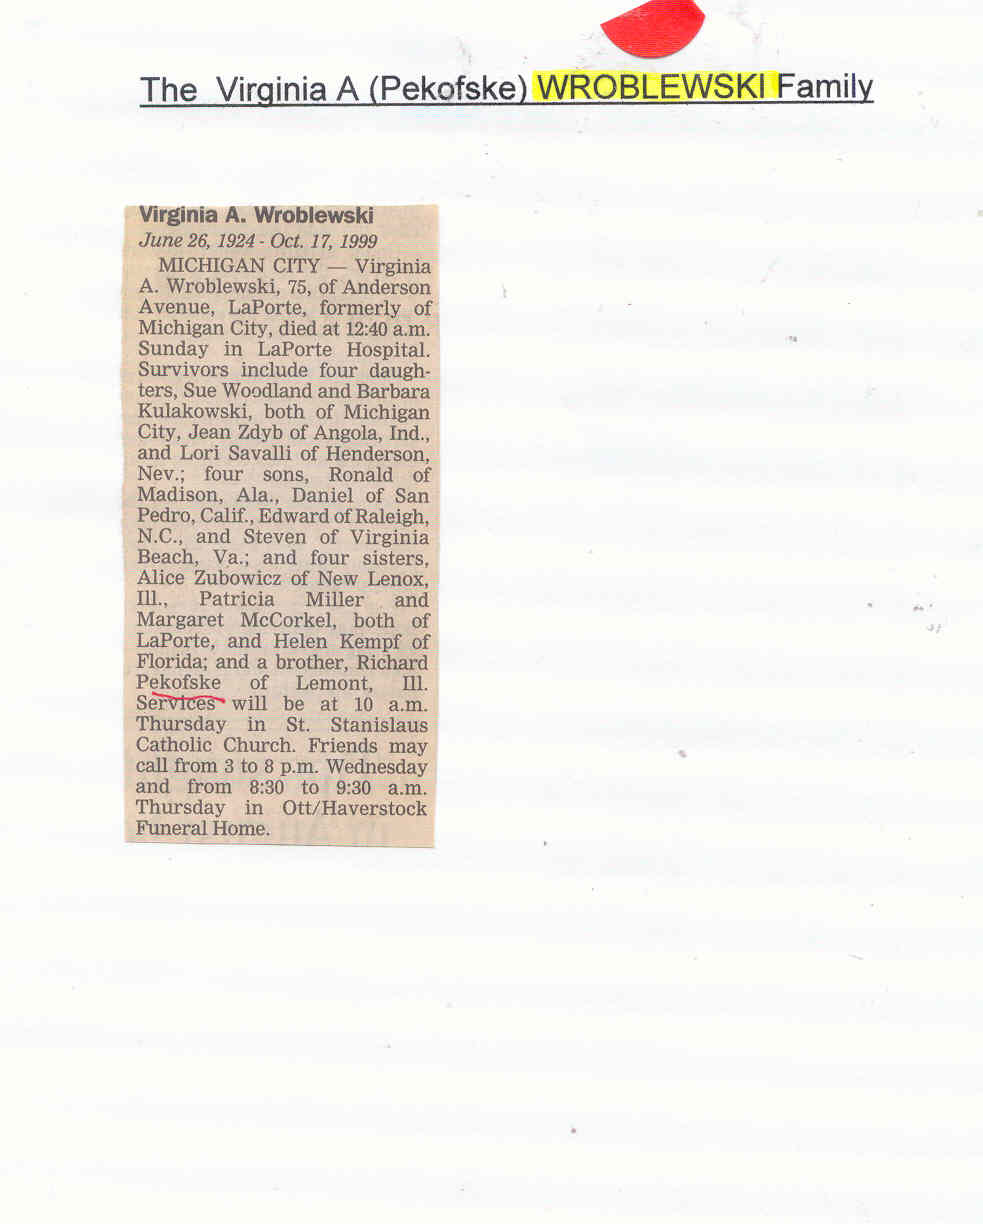 The Virginia A (Pekofske) WROBLEWSKI Family
Virginia A. Wroblewski
June 26, 1924 - Oct. 17, 1999
MICHIGAN CITY — Virginia
A. Wroblewski, 75, of Anderson
Avenue, LaPorte, formerly of
Michigan City, died at 12:40 a.m.
Sunday in LaPorte Hospital.
Survivors include four daugh-
ters, Sue Woodland and Barbara
Kulakowski, both of Michigan
City, Jean Zdyb of Angola, Ind.,
and Lori Savalli of Henderson,
Nev.; four sons, Ronald of
Madison, Ala., Daniel of San
Pedro, Calif., Edward of Raleigh,
N.C., and Steven of Virginia
Beach, Va.; and four sisters,
Alice Zubowicz of New Lenox,
Ill., Patricia Miller and
Margaret McCorkel, both of
LaPorte, and Helen Kempf of
Florida; and a brother, Richard
Pekofske of Lemont, Ill.
Services will be at 10 a.m.
Thursday in St. Stanislaus
Catholic Church. Friends may
call from 3 to 8 p.m. Wednesday
and from 8:30 to 9:30 a.m.
Thursday in Ott/Haverstock
Funeral Home.